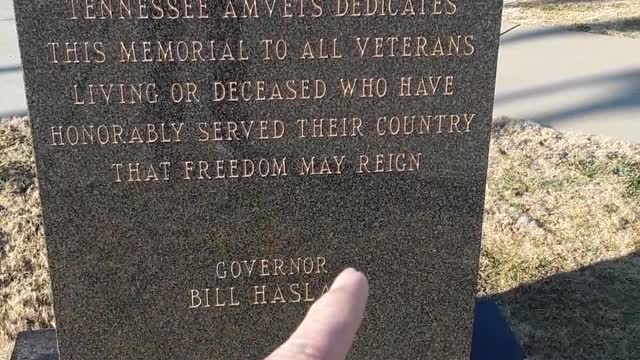 TENNESSEE AMVETS DEDICATES
THIS MEMORIAL TO ALL VETERANS
LIVING OR DECEASED WHO HAVE
HONORABLY SERVED THEIR COUNTRY
THAT FREEDOM MAY REIGN
GOVERNOR
BILL